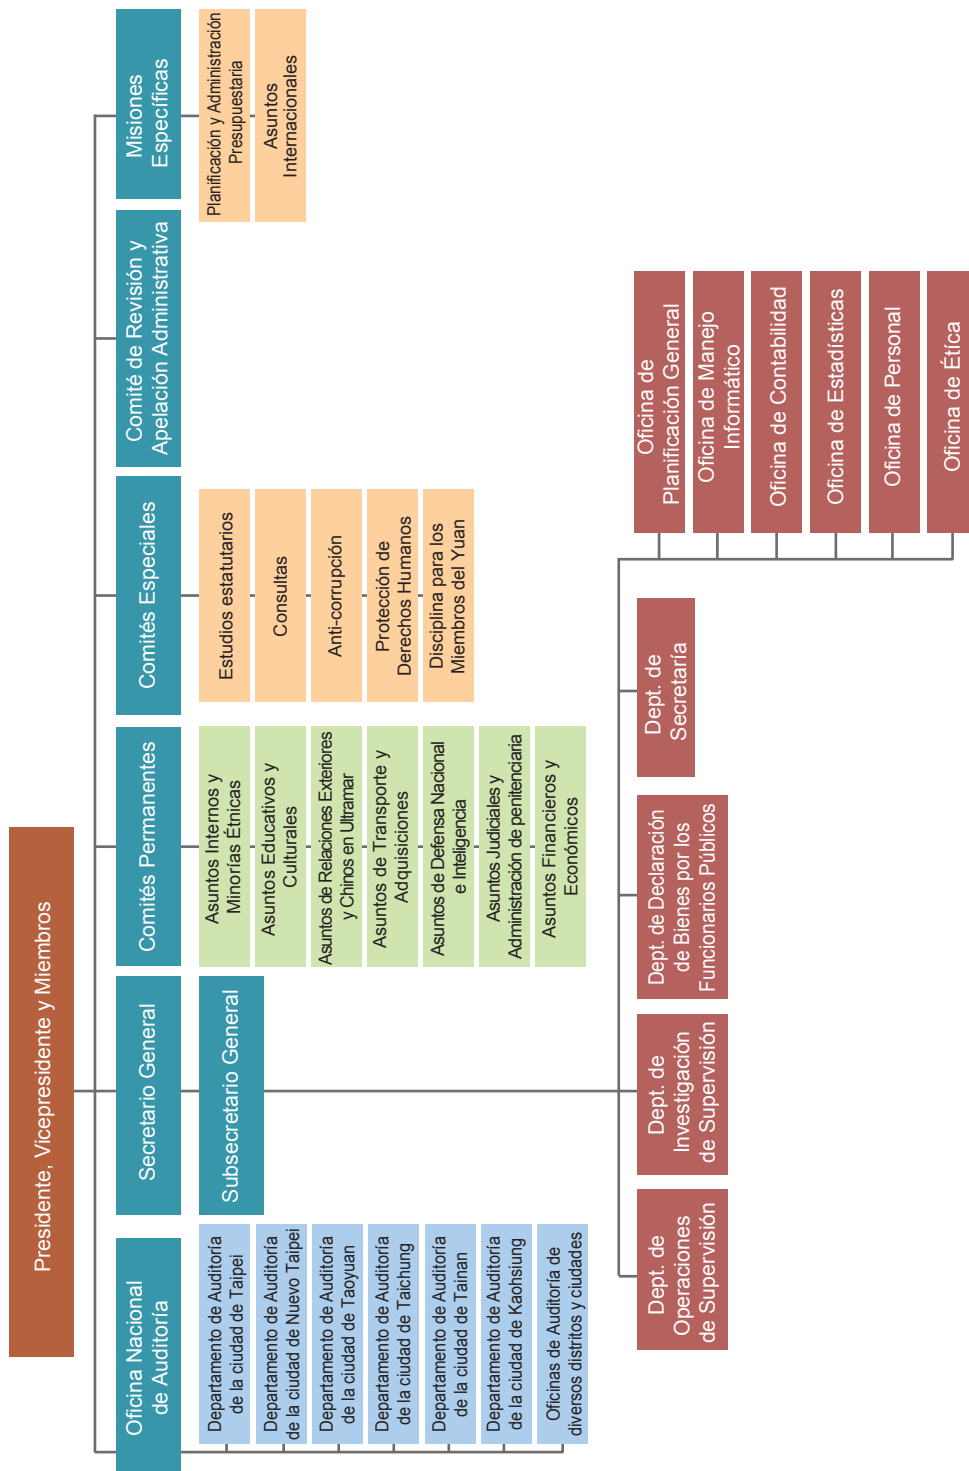 Presidente, Vicepresidente y Miembros
Oficina Nacional
de Auditoría
Secretario General
Comités Permanentes
Comités Especiales
Comité de Revisión y
Apelación Administrativa
Misiones
Específicas
Departamento de Auditoría
de la ciudad de Taipei
Departamento de Auditoría
de la ciudad de Nuevo Taipei
Departamento de Auditoría
de la ciudad de Taoyuan
Departamento de Auditoría
de la ciudad de Taichung
Departamento de Auditoría
de la ciudad de Tainan
Departamento de Auditoría
de la ciudad de Kaohsiung
Oficinas de Auditoría de
diversos distritos y ciudades
Subsecretario General
Asuntos Internos y
Minorías Étnicas
Asuntos Educativos y
Culturales
Asuntos de Relaciones Exteriores
y Chinos en Ultramar
Asuntos de Transporte y
Adquisiciones
Asuntos de Defensa Nacional
e Inteligencia
Asuntos Judiciales y
Administración de penitenciaria
Asuntos Financieros y
Económicos
Estudios estatutarios
Consultas
Anti-corrupción
Protección de
Derechos Humanos
Disciplina para los
Miembros del Yuan
Planificación y Administración
Presupuestaria
Asuntos
Internacionales
Dept. de
Operaciones
de Supervisión
Dept. de
Investigación
de Supervisión
Dept. de Declaración
de Bienes por los
Funcionarios Públicos
Dept. de
Secretaría
Oficina de
Planificación General
Oficina de Manejo
Informático
Oficina de Contabilidad
Oficina de Estadísticas
Oficina de Personal
Oficina de Ética